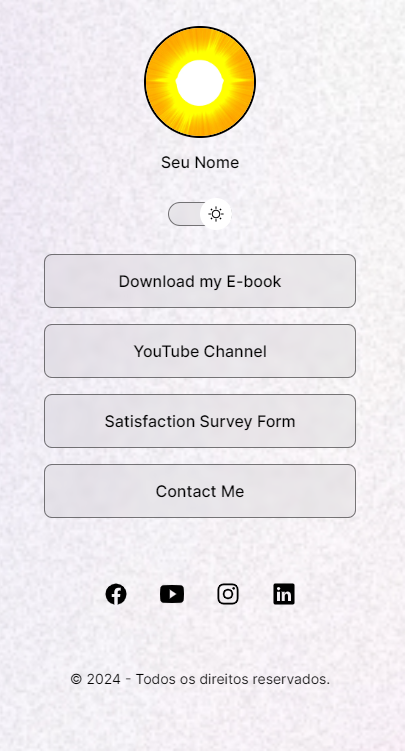 Seu Nome
Download my E-book
YouTube Channel
Satisfaction Survey Form
Contact Me
© 2024 - Todos os direitos reservados.